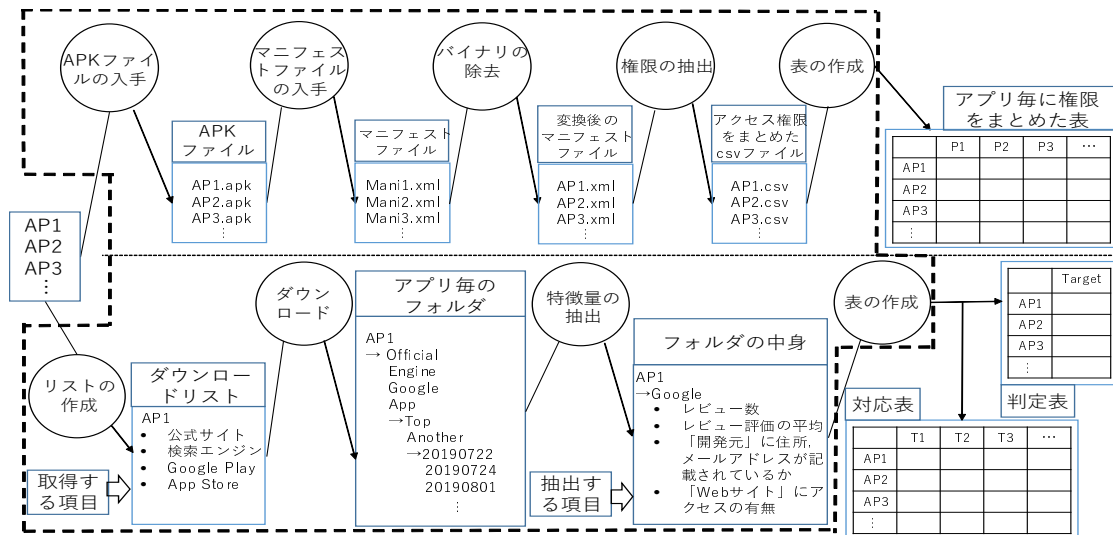 APKファイ
ルの入手
マニフェス
トファイル
の入手
バイナリの
除去
権限の抽出
表の作成
APK
ファイル
AP1.apk
AP2.apk
AP3.apk
⋮
マニフェスト
ファイル
Mani1.xml
Mani2.xml
Mani3.xml
⋮
変換後の
マニフェスト
ファイル
AP1.xml
AP2.xml
AP3.xml
⋮
アクセス権限
をまとめた
csvファイル
AP1.csv
AP2.csv
AP3.csv
⋮
アプリ毎に権限
をまとめた表
P1 P2 P3 …
AP1
AP2
AP3
⋮
AP1
AP2
AP3
⋮
リストの
作成
ダウンロー
ドリスト
AP1
• 公式サイト
• 検索エンジン
• Google Play
• App Store
取得す
る項目
ダウン
ロード
アプリ毎の
フォルダ
AP1
→ Official
Engine
Google
App
→Top
Another
→20190722
20190724
20190801
⋮
特徴量の
抽出
抽出す
る項目
フォルダの中身
AP1
→Google
• レビュー数
• レビュー評価の平均
• 「開発元」に住所,
メールアドレスが記
載されているか
• 「Webサイト」にア
クセスの有無
表の作成
Target
AP1
AP2
AP3
⋮
判定表
対応表
T1 T2 T3 …
AP1
AP2
AP3
⋮